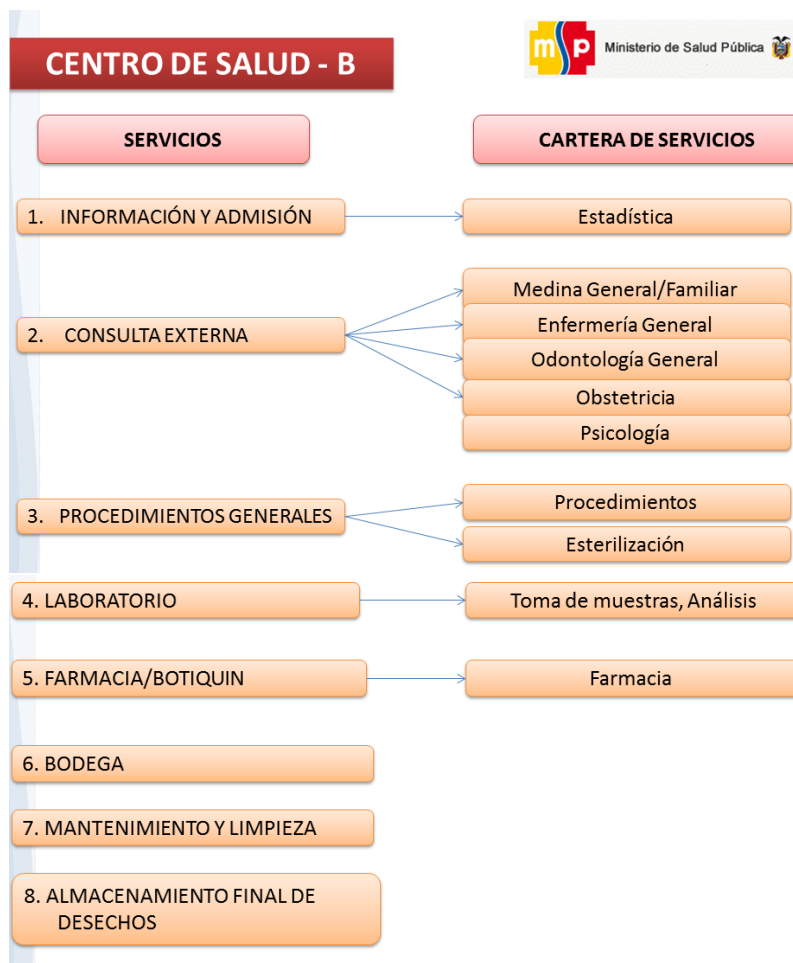 CENTRO DE SALUD - B
msp Ministerio de Salud Pública
SERVICIOS
CARTERA DE SERVICIOS
1. INFORMACIÓN Y ADMISIÓN
Estadística
2. CONSULTA EXTERNA
Medina General/Familiar
Enfermería General
Odontología General
Obstetricia
Psicología
3. PROCEDIMIENTOS GENERALES
Procedimientos
Esterilización
4. LABORATORIO
Toma de muestras, Análisis
5. FARMACIA/BOTIQUIN
Farmacia
6. BODEGA
7. MANTENIMIENTO Y LIMPIEZA
8. ALMACENAMIENTO FINAL DE
DESECHOS